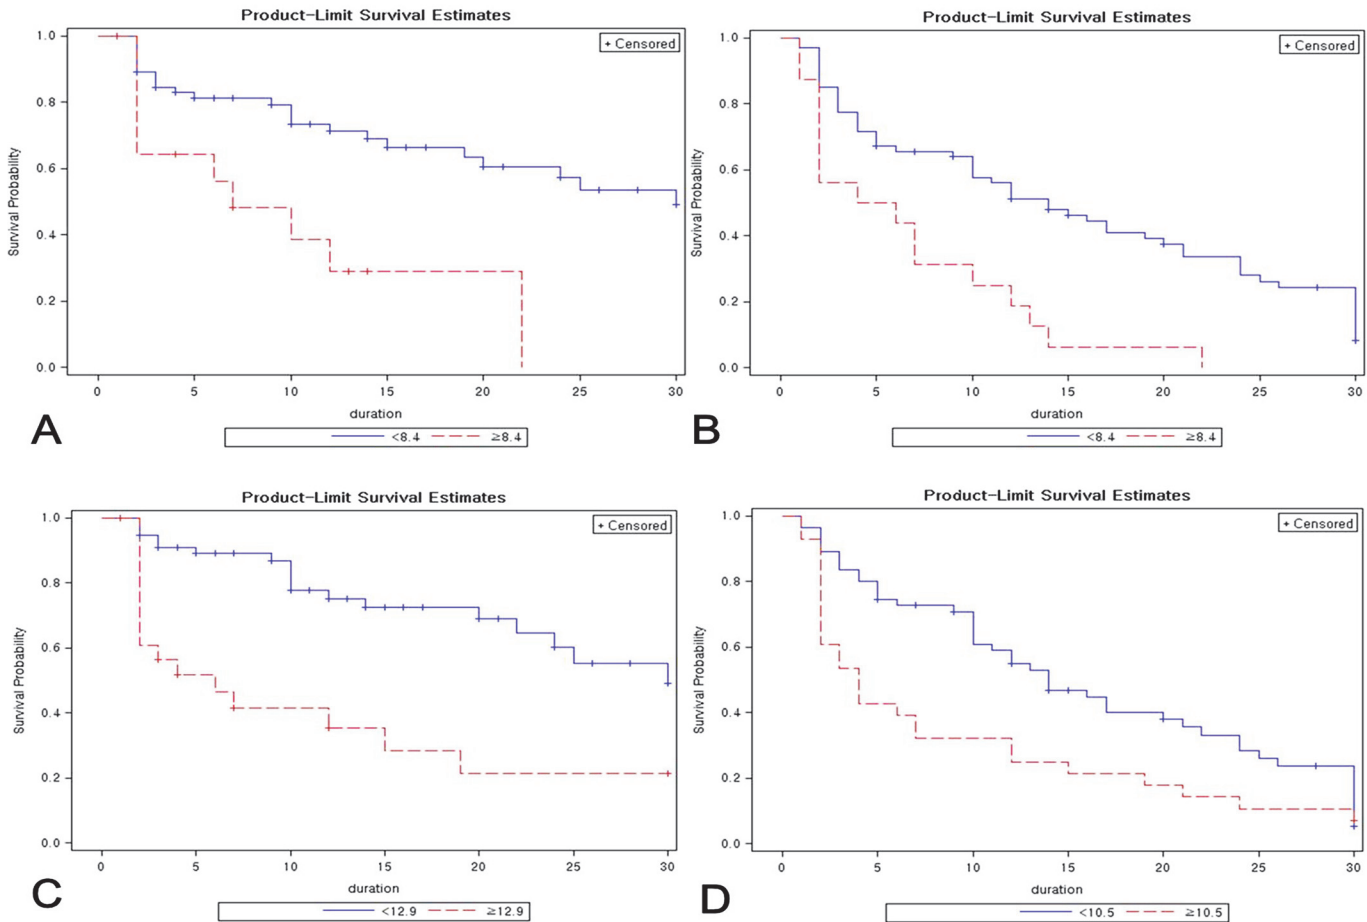 Product-Limit Survival Estimates
+ Censored
1.0
0.8
0.6
0.4
0.2
0.0
Survival Probability
0 5 10 15 20 25 30
duration
A
<8.4 ≥8.4
Product-Limit Survival Estimates
+ Censored
1.0
0.8
0.6
0.4
0.2
0.0
Survival Probability
0 5 10 15 20 25 30
duration
B
<8.4 ≥8.4
Product-Limit Survival Estimates
+ Censored
1.0
0.8
0.6
0.4
0.2
0.0
Survival Probability
0 5 10 15 20 25 30
duration
C
<12.9 ≥12.9
Product-Limit Survival Estimates
+ Censored
1.0
0.8
0.6
0.4
0.2
0.0
Survival Probability
0 5 10 15 20 25 30
duration
D
<10.5 ≥10.5